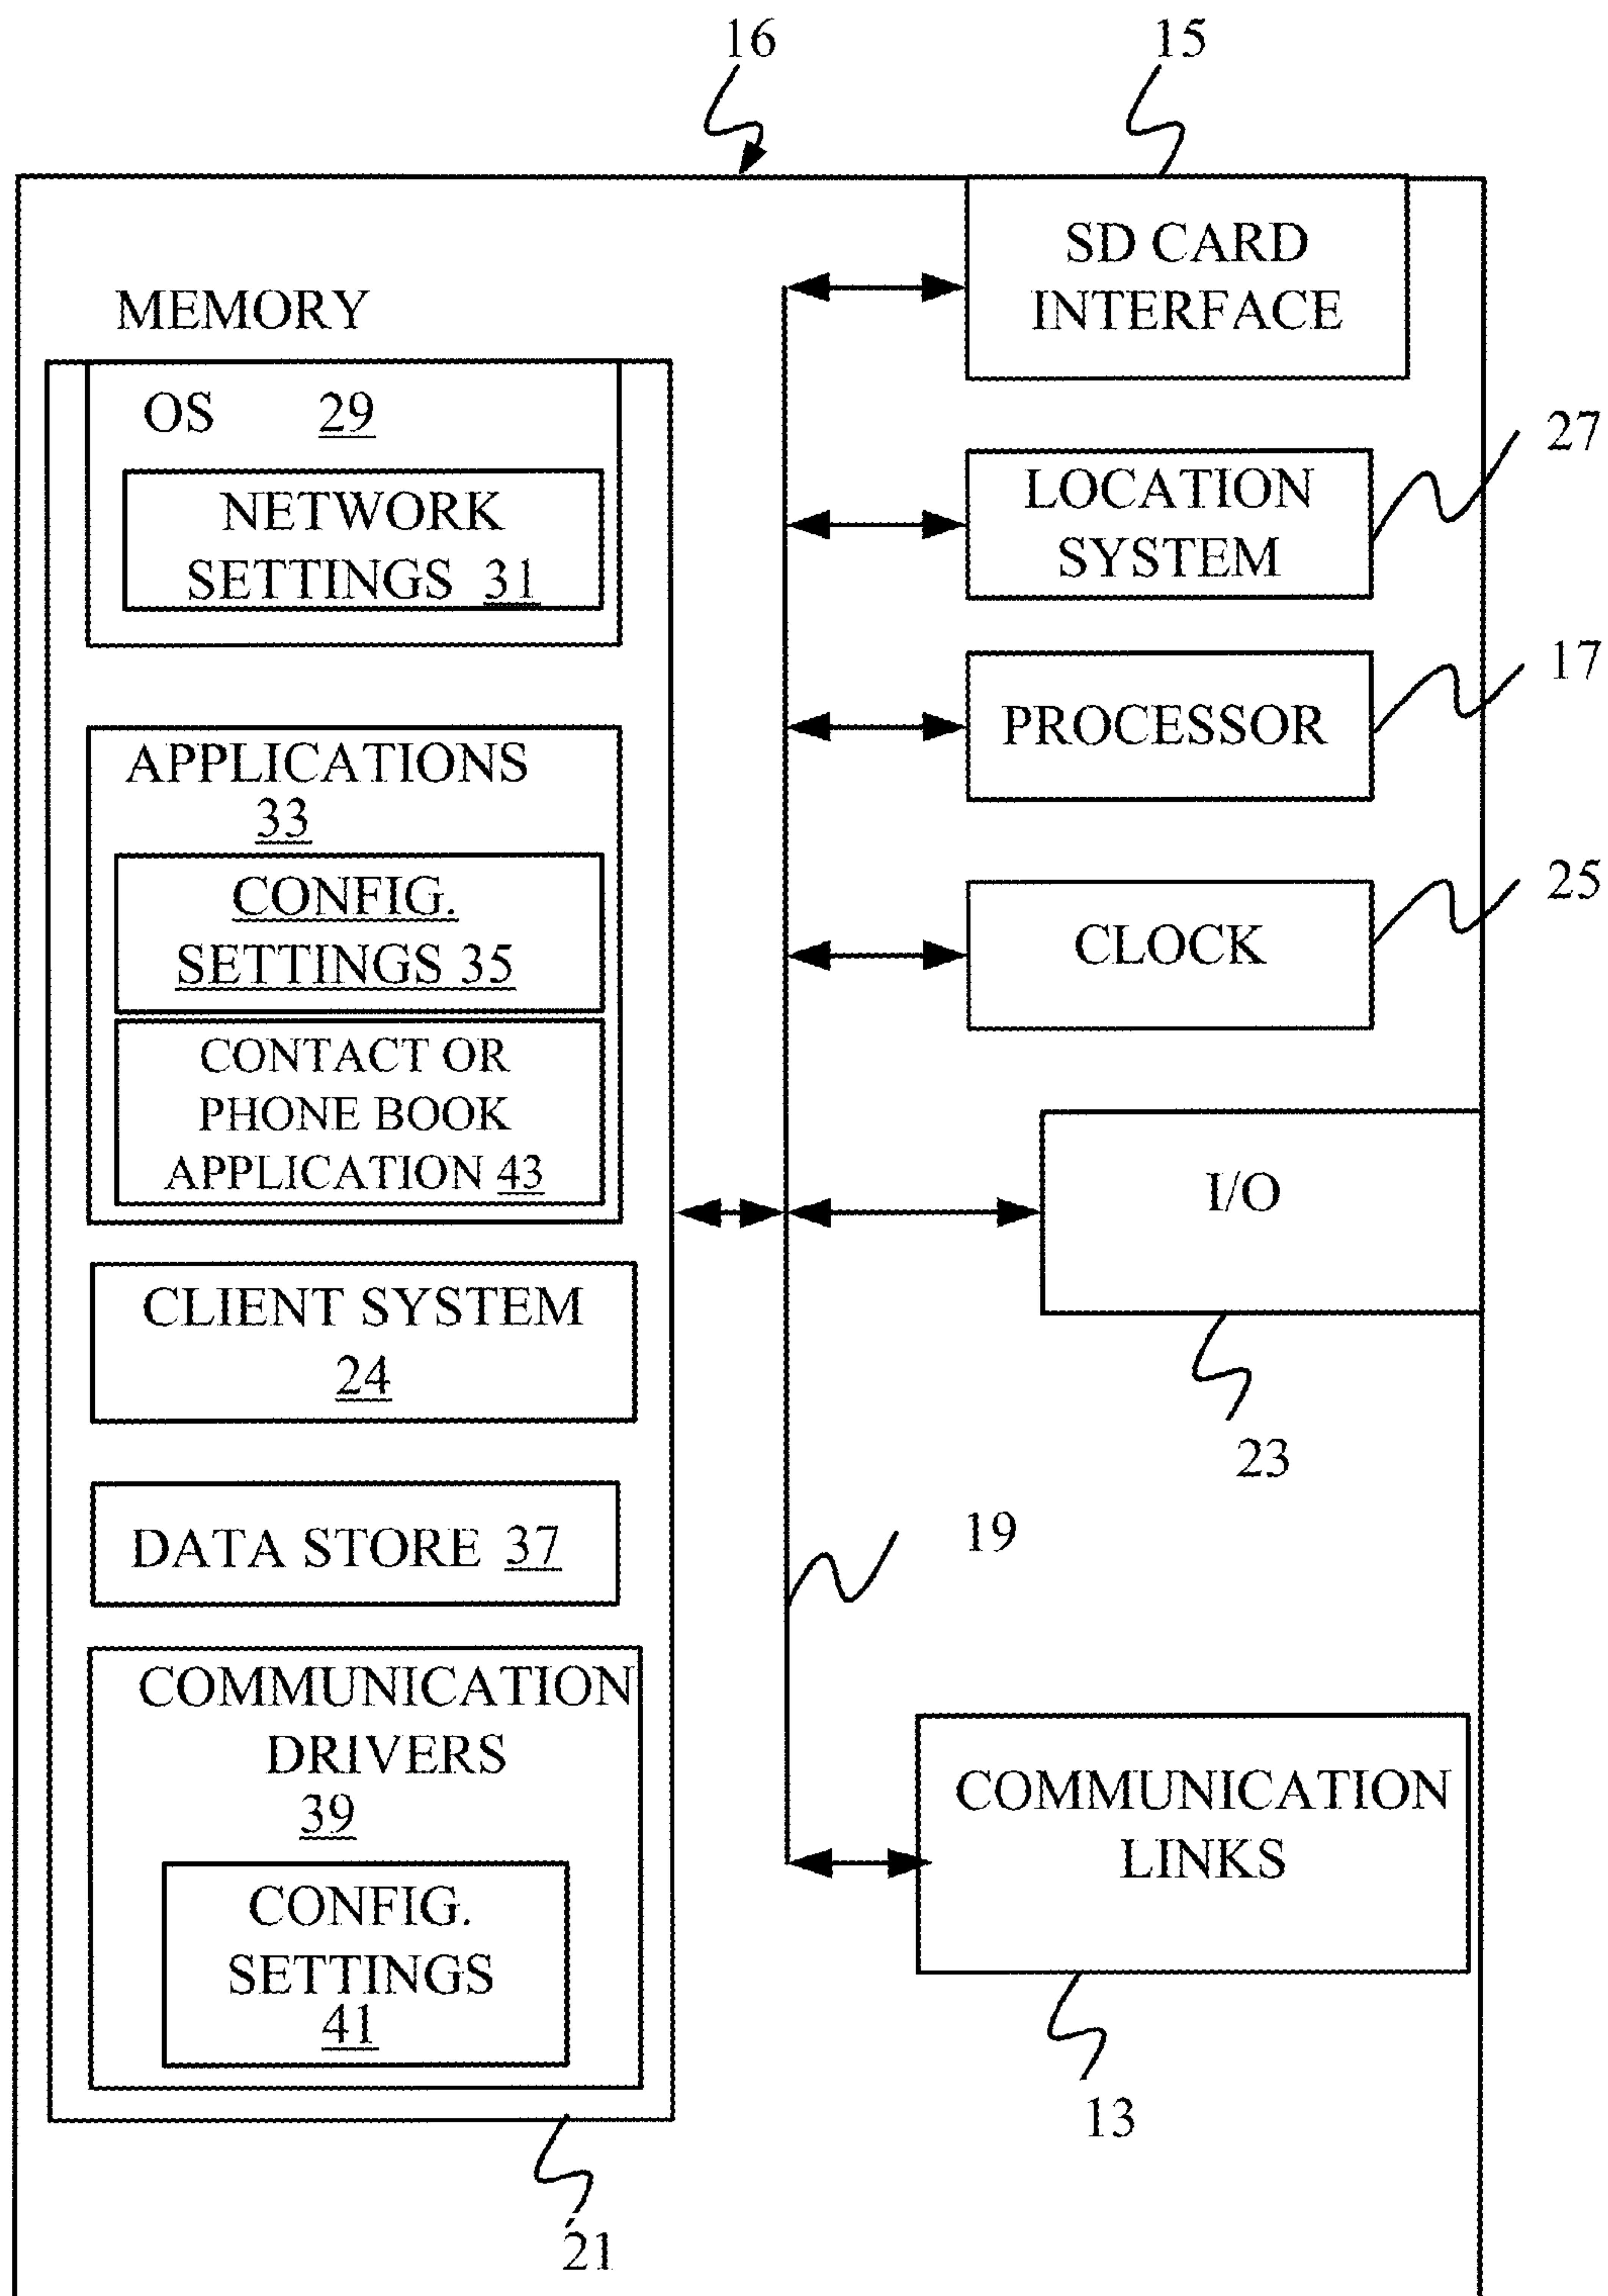 16
15
SD CARD
INTERFACE
MEMORY
OS 29
NETWORK
SETTINGS 31
27
LOCATION
SYSTEM
17
PROCESSOR
APPLICATIONS
33
CONFIG.
SETTINGS 35
25
CLOCK
CONTACT OR
PHONE BOOK
APPLICATION 43
I/O
CLIENT SYSTEM
24
23
DATA STORE 37
19
COMMUNICATION
DRIVERS
39
CONFIG.
SETTINGS
41
COMMUNICATION
LINKS
13
21